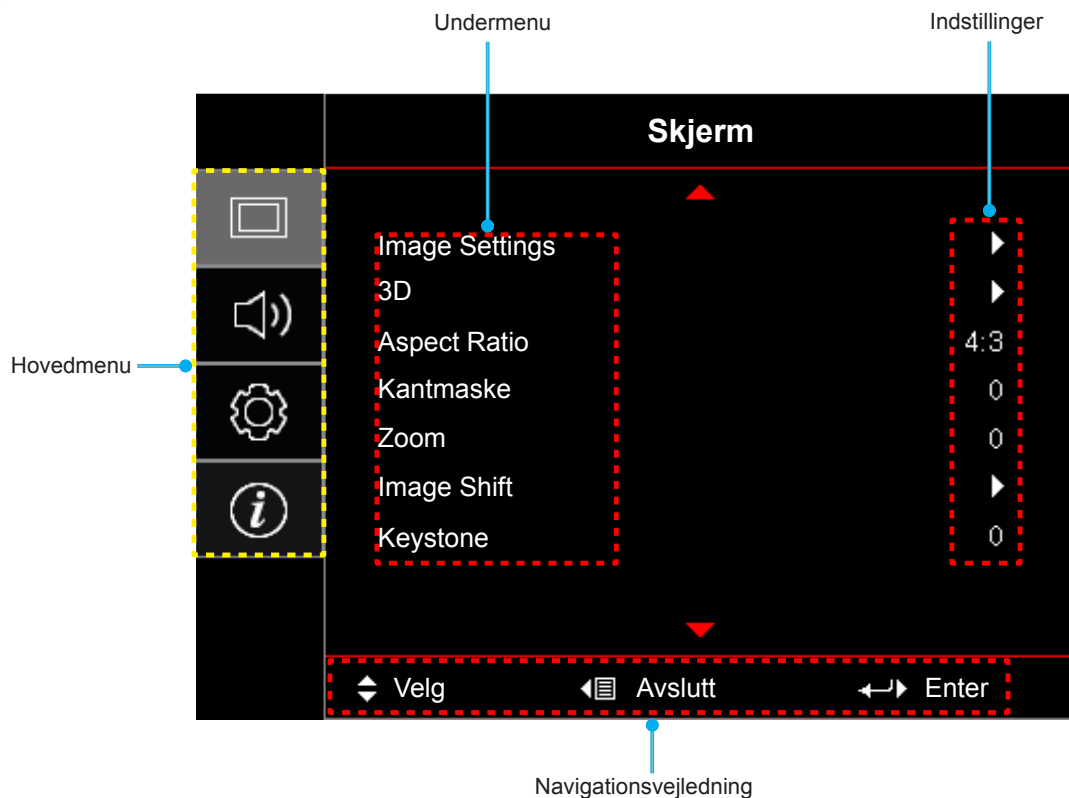 Undermenu
Indstillinger
Skjerm
Image Settings
3D
Aspect Ratio 4:3
Kantmaske 0
Zoom 0
Image Shift
Keystone 0
Hovedmenu
Velg Avslutt Enter
Navigationsvejledning